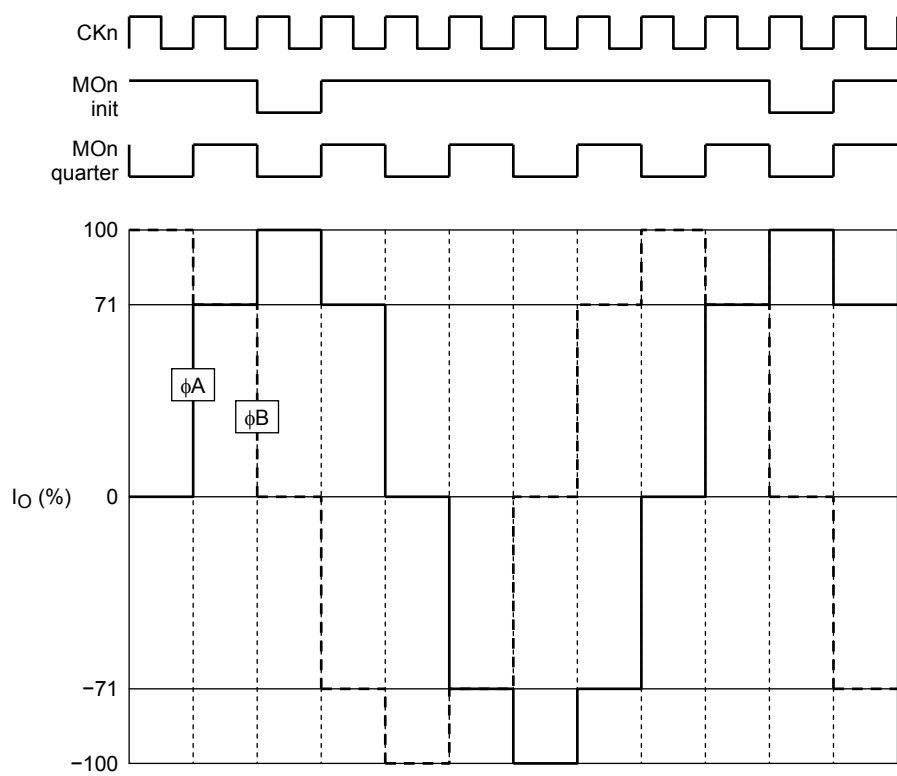 CKn
MOn
init
MOn
quarter
100
71
ϕA
ϕB
IO (%)
0
−71
−100